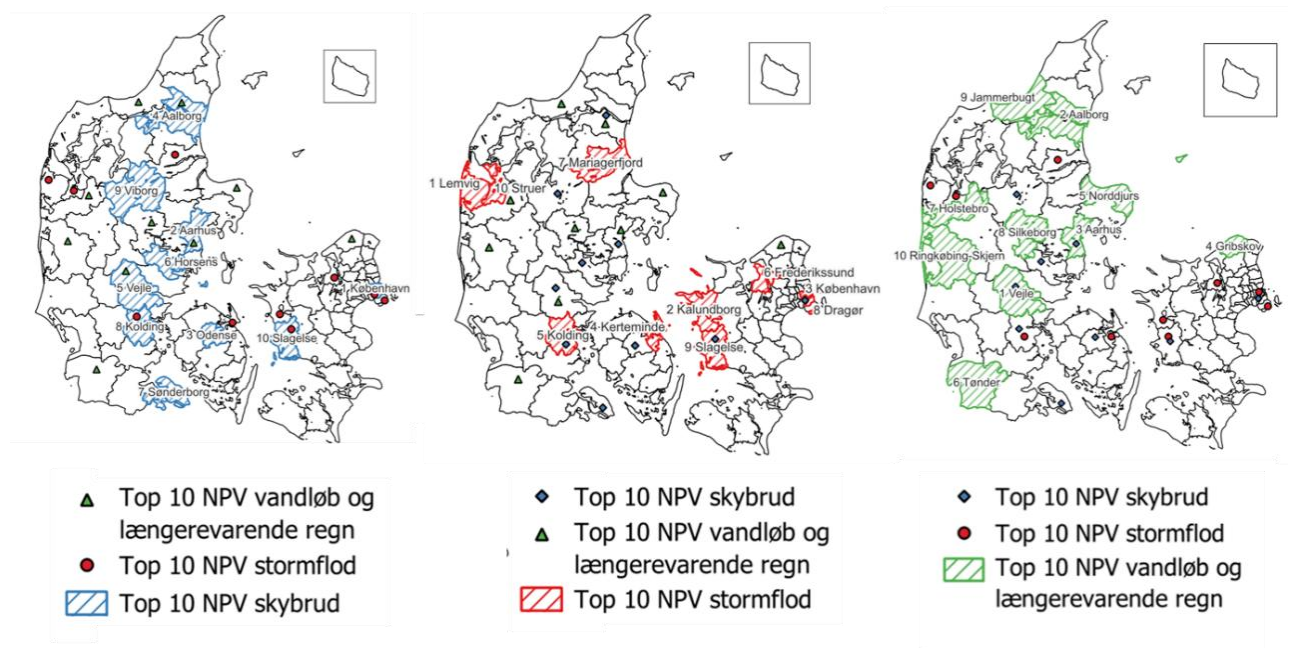 4 Aalborg
9 Viborg
2 Aarhus
6 Horsens
5 Vejle
1 København
8 Kolding
3 Odense
10 Slagelse
7 Sønderborg
Top 10 NPV vandløb og
længerevarende regn
Top 10 NPV stormflod
Top 10 NPV skybrud
7 Mariagerfjord
1 Lemvig
10 Struer
6 Frederikssund
3 København
2 Kalundborg
8 Dragør
4 Kerteminde
5 Kolding
9 Slagelse
Top 10 NPV skybrud
Top 10 NPV vandløb og
længerevarende regn
Top 10 NPV stormflod
9 Jammerbugt
2 Aalborg
5 Norddjurs
7 Holstebro
8 Silkeborg
3 Aarhus
4 Gribskov
10 Ringkøbing-Skjern
1 Vejle
6 Tønder
Top 10 NPV skybrud
Top 10 NPV stormflod
Top 10 NPV vandløb og
længerevarende regn